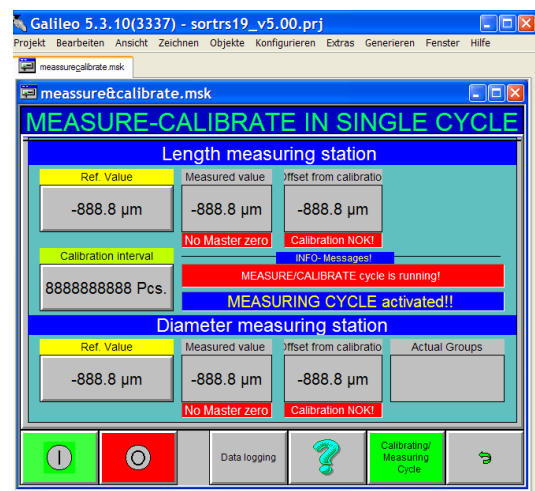 Galileo 5.3.10(3337) - sortrs19_v5.00.prj
Projekt Bearbeiten Ansicht Zeichnen Objekte Konfigurieren Extras Generieren Fenster Hilfe
meassure&calibrate.msk
meassure&calibrate.msk
MEASURE-CALIBRATE IN SINGLE CYCLE
Length measuring station
Ref. Value Measured value Offset from calibratio
-888.8 µm -888.8 µm -888.8 µm
No Master zero Calibration NOK!
Calibration interval INFO- Messages!
MEASURE/CALIBRATE cycle is running!
8888888888 Pcs.
MEASURING CYCLE activated!!
Diameter measuring station
Ref. Value Measured value Offset from calibratio Actual Groups
-888.8 µm -888.8 µm -888.8 µm
No Master zero Calibration NOK!
Data logging
Calibrating/
Measuring
Cycle